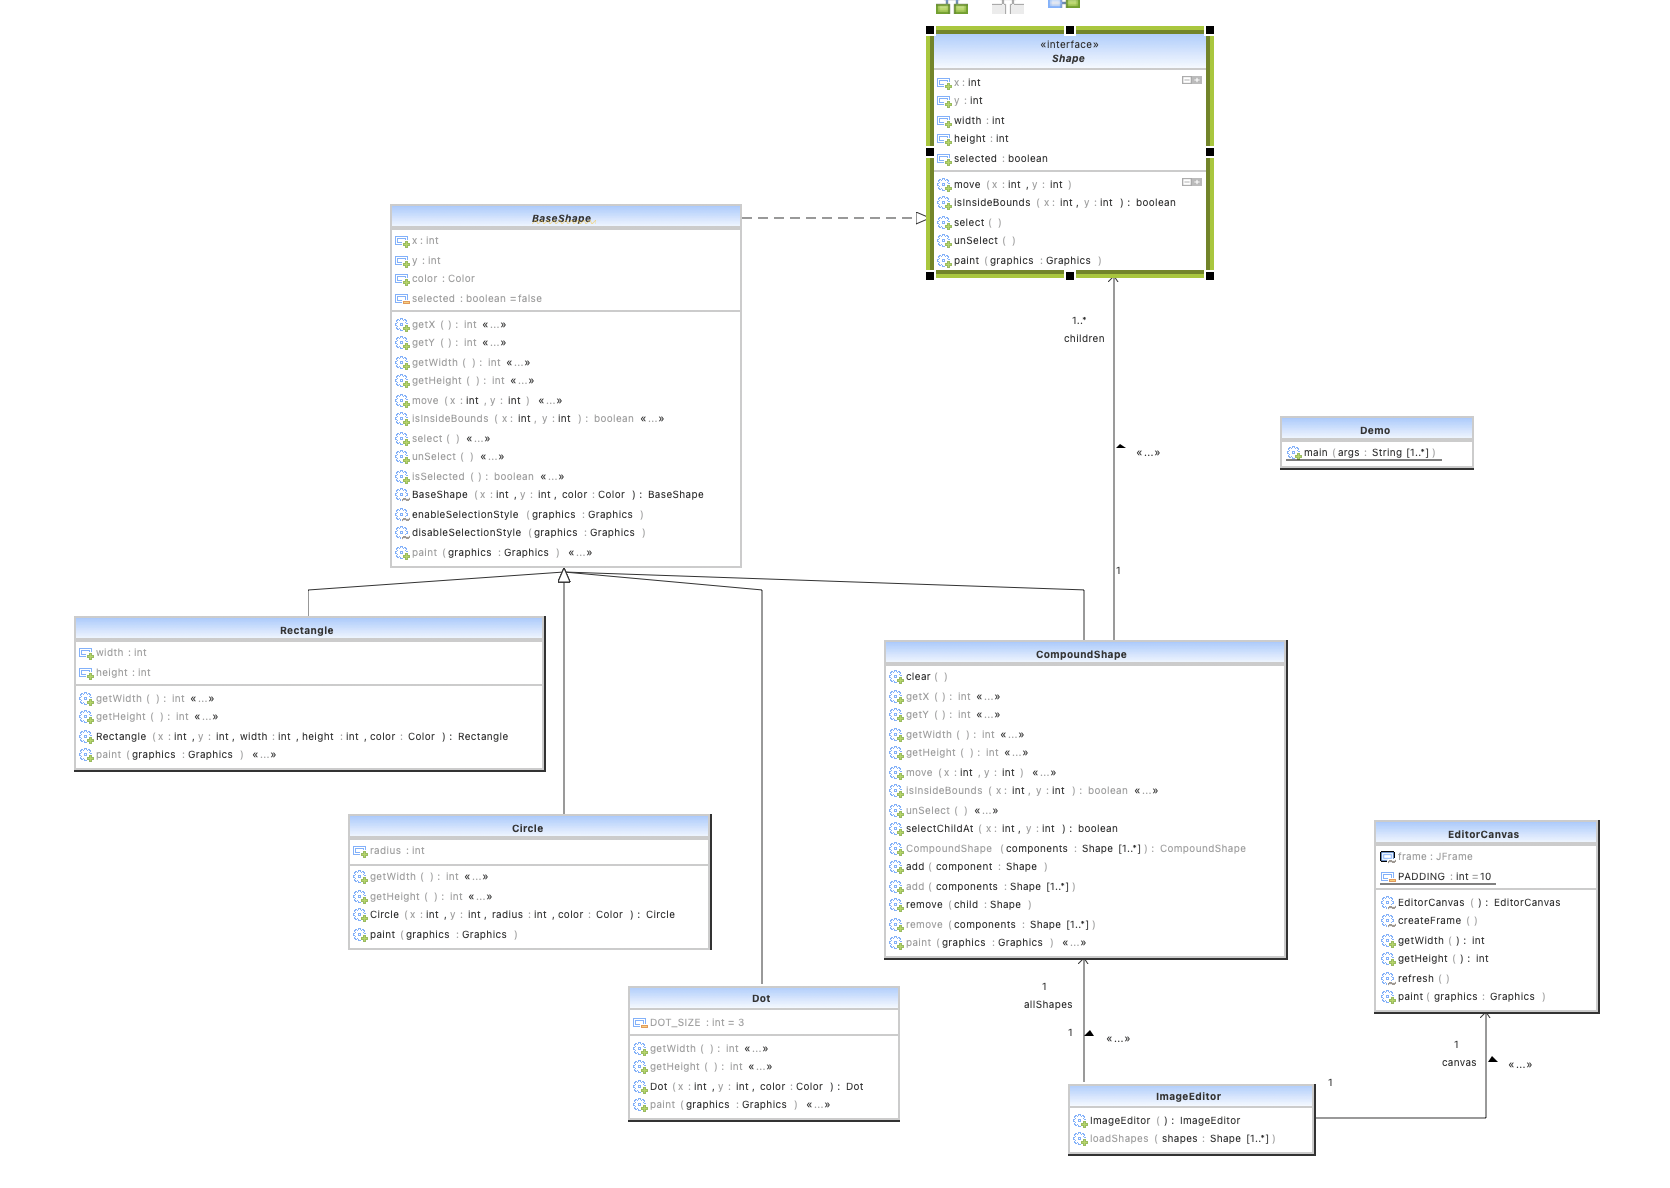 «interface»
Shape
x : int
y : int
width : int
height : int
selected : boolean
move ( x : int , y : int )
isInsideBounds ( x : int , y : int ) : boolean
select ( )
unSelect ( )
paint ( graphics : Graphics )
BaseShape
x : int
y : int
color : Color
selected : boolean = false
getX ( ) : int «...»
getY ( ) : int «...»
getWidth ( ) : int «...»
getHeight ( ) : int «...»
move ( x : int , y : int ) «...»
isInsideBounds ( x : int , y : int ) : boolean «...»
select ( ) «...»
unSelect ( ) «...»
isSelected ( ) : boolean «...»
BaseShape ( x : int , y : int , color : Color ) : BaseShape
enableSelectionStyle ( graphics : Graphics )
disableSelectionStyle ( graphics : Graphics )
paint ( graphics : Graphics ) «...»
1..*
children
«...»
1
Demo
main ( args : String [1..*] )
Rectangle
width : int
height : int
getWidth ( ) : int «...»
getHeight ( ) : int «...»
Rectangle ( x : int , y : int , width : int , height : int , color : Color ) : Rectangle
paint ( graphics : Graphics ) «...»
Circle
radius : int
getWidth ( ) : int «...»
getHeight ( ) : int «...»
Circle ( x : int , y : int , radius : int , color : Color ) : Circle
paint ( graphics : Graphics )
Dot
DOT_SIZE : int = 3
getWidth ( ) : int «...»
getHeight ( ) : int «...»
Dot ( x : int , y : int , color : Color ) : Dot
paint ( graphics : Graphics ) «...»
CompoundShape
clear ( )
getX ( ) : int «...»
getY ( ) : int «...»
getWidth ( ) : int «...»
getHeight ( ) : int «...»
move ( x : int , y : int ) «...»
isInsideBounds ( x : int , y : int ) : boolean «...»
unSelect ( ) «...»
selectChildAt ( x : int , y : int ) : boolean
CompoundShape ( components : Shape [1..*] ) : CompoundShape
add ( component : Shape )
add ( components : Shape [1..*] )
remove ( child : Shape )
remove ( components : Shape [1..*] )
paint ( graphics : Graphics ) «...»
1
allShapes
1
«...»
EditorCanvas
frame : JFrame
PADDING : int = 10
EditorCanvas ( ) : EditorCanvas
createFrame ( )
getWidth ( ) : int
getHeight ( ) : int
refresh ( )
paint ( graphics : Graphics )
1
canvas
«...»
1
ImageEditor
ImageEditor ( ) : ImageEditor
loadShapes ( shapes : Shape [1..*] )